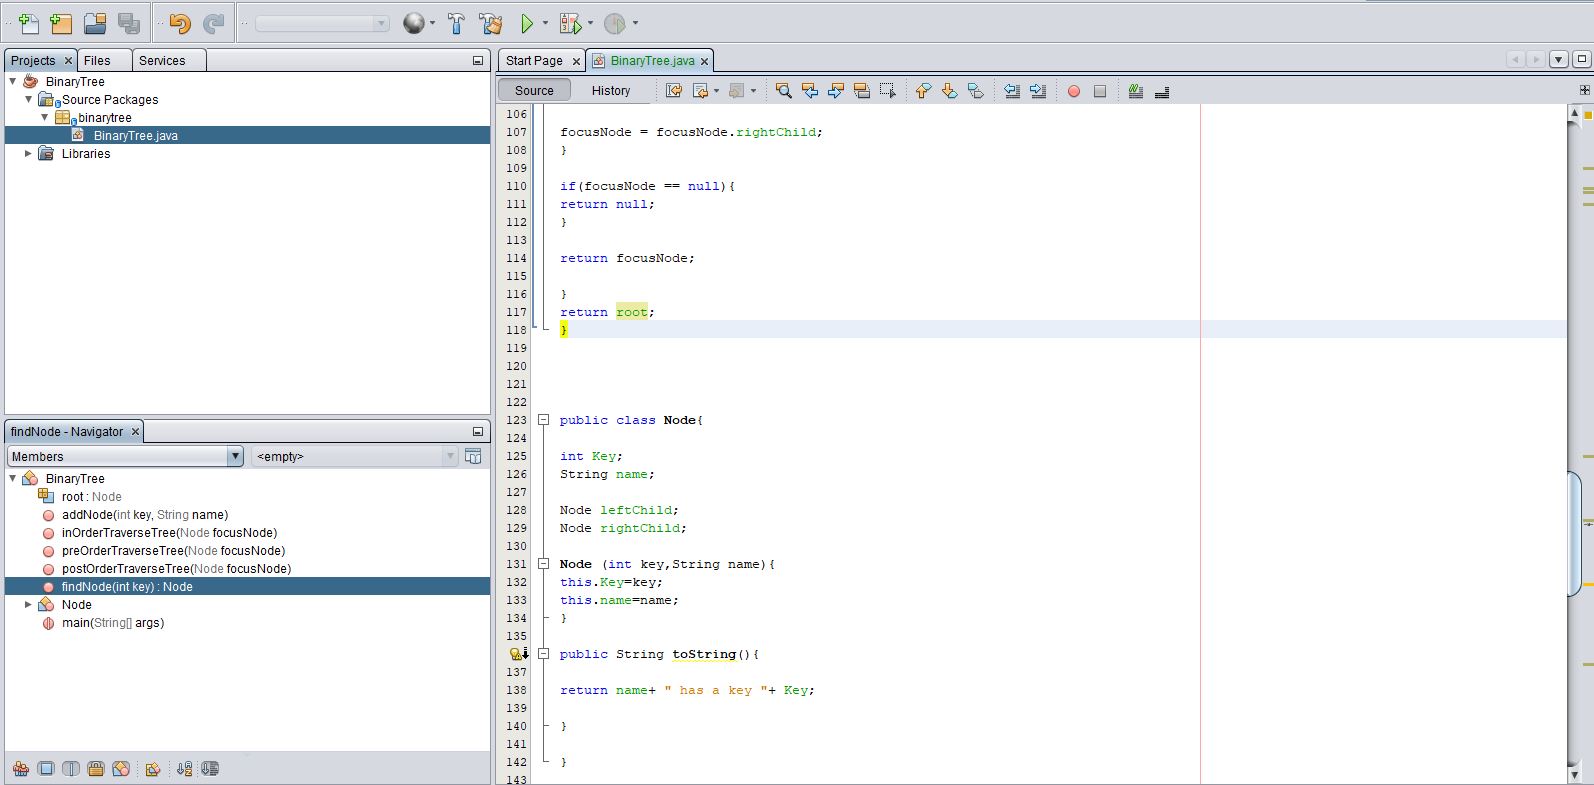 Projects
Files
Services
BinaryTree
Source Packages
binarytree
BinaryTree.java
Libraries
findNode - Navigator
Members
<empty>
BinaryTree
root : Node
addNode(int key, String name)
inOrderTraverseTree(Node focusNode)
preOrderTraverseTree(Node focusNode)
postOrderTraverseTree(Node focusNode)
findNode(int key) : Node
Node
main(String[] args)
Start Page
BinaryTree.java
Source
History
106
107 focusNode = focusNode.rightChild;
108 }
109
110 if(focusNode == null){
111 return null;
112 }
113
114 return focusNode;
115
116 }
117 return root;
118 }
119
120
121
122
123 public class Node{
124
125 int Key;
126 String name;
127
128 Node leftChild;
129 Node rightChild;
130
131 Node (int key,String name){
132 this.Key=key;
133 this.name=name;
134 }
135
public String toString(){
137
138 return name+ " has a key "+ Key;
139
140 }
141
142 }
143